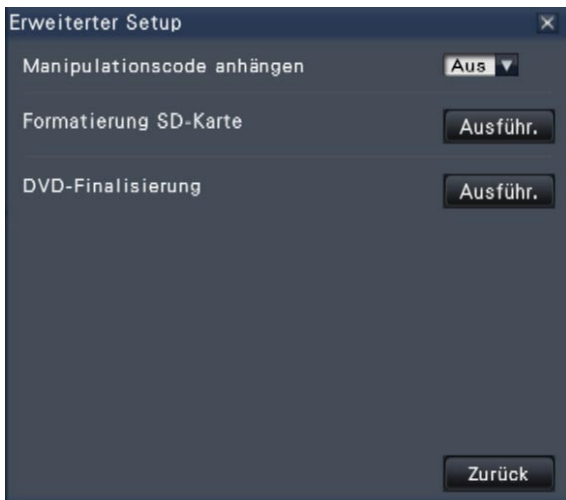 Erweiterter Setup
Manipulationscode anhängen Aus
Formatierung SD-Karte Ausführ.
DVD-Finalisierung Ausführ.
Zurück